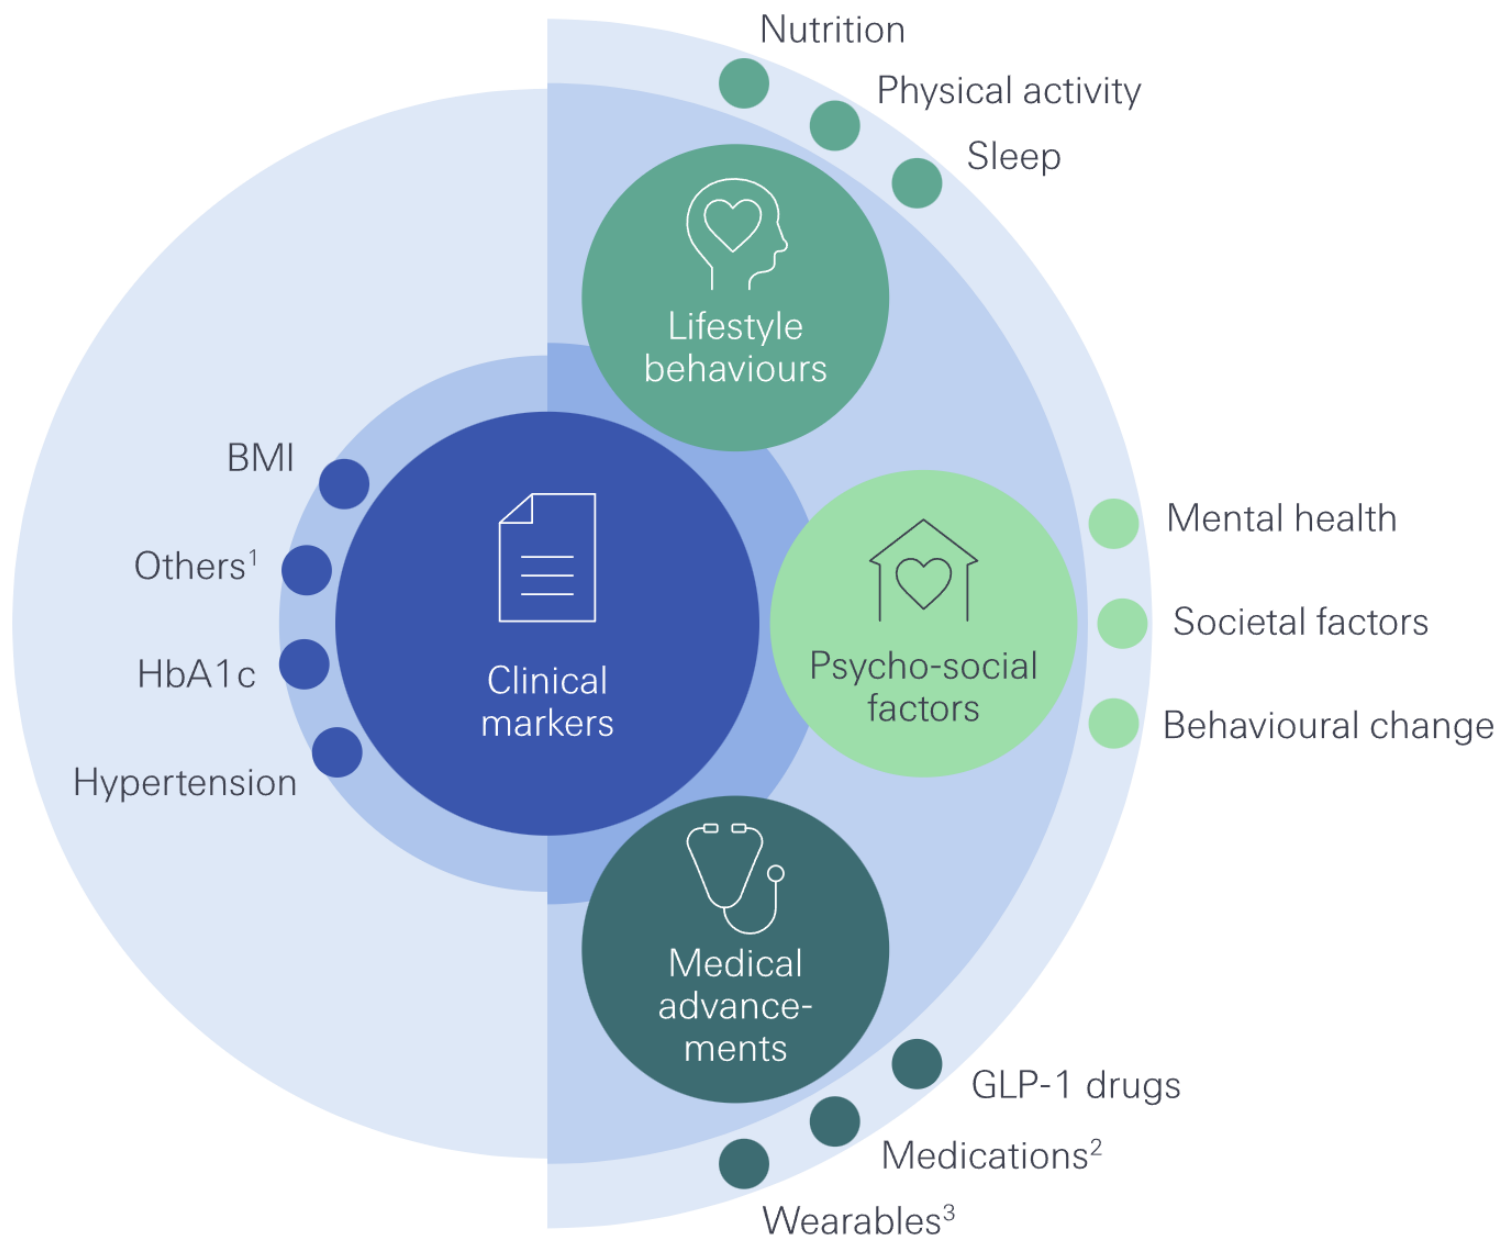 Nutrition
Physical activity
Sleep
Lifestyle
behaviours
BMI
Others¹
HbA1c
Hypertension
Clinical
markers
Psycho-social
factors
Mental health
Societal factors
Behavioural change
Medical
advance-
ments
GLP-1 drugs
Medications²
Wearables³